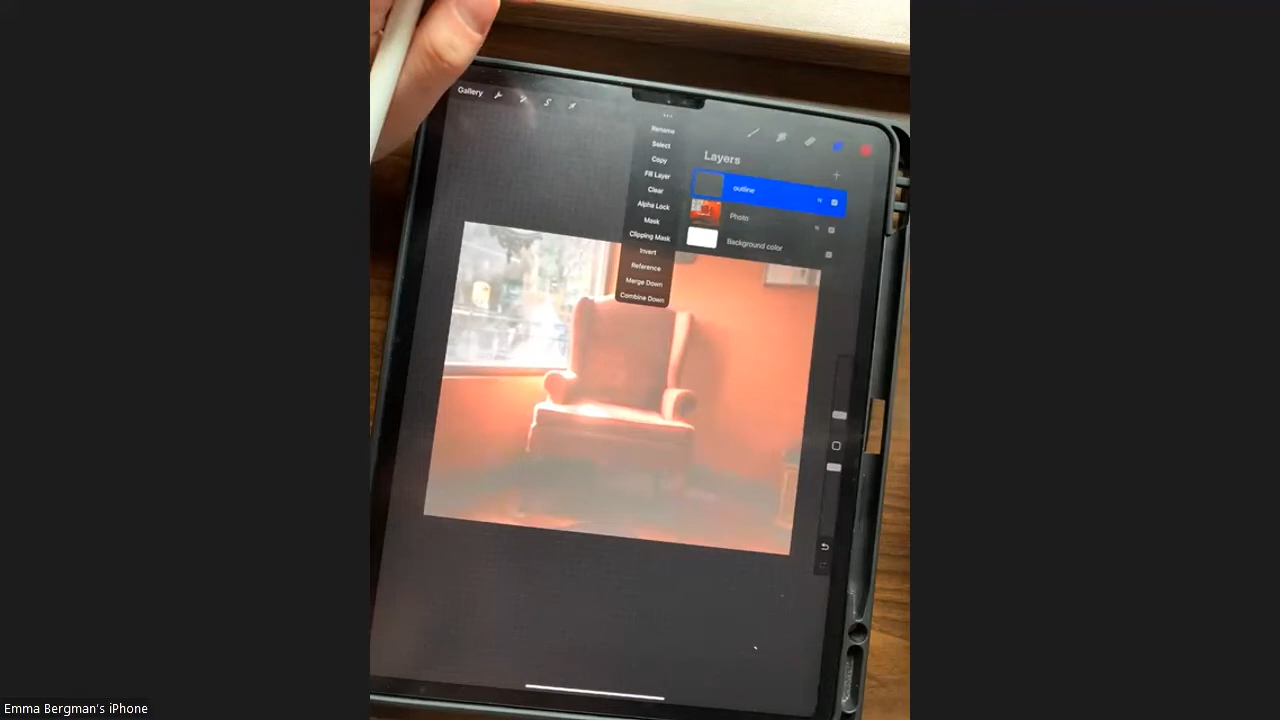 Gallery
Rename
Select
Copy
Fill Layer
Clear
Alpha Lock
Mask
Clipping Mask
Invert
Reference
Merge Down
Combine Down
Layers
outline
N
Photo
N
Background color
Emma Bergman's iPhone